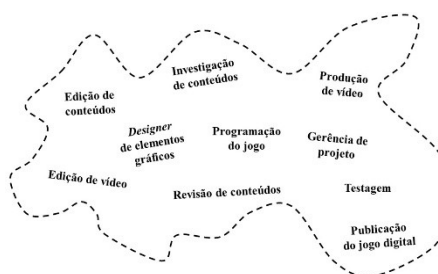 Investigação
de conteúdos
Produção
de vídeo
Edição de
conteúdos
Designer
de elementos
gráficos
Programação
do jogo
Gerência de
projeto
Edição de vídeo
Revisão de conteúdos
Testagem
Publicação
do jogo digital